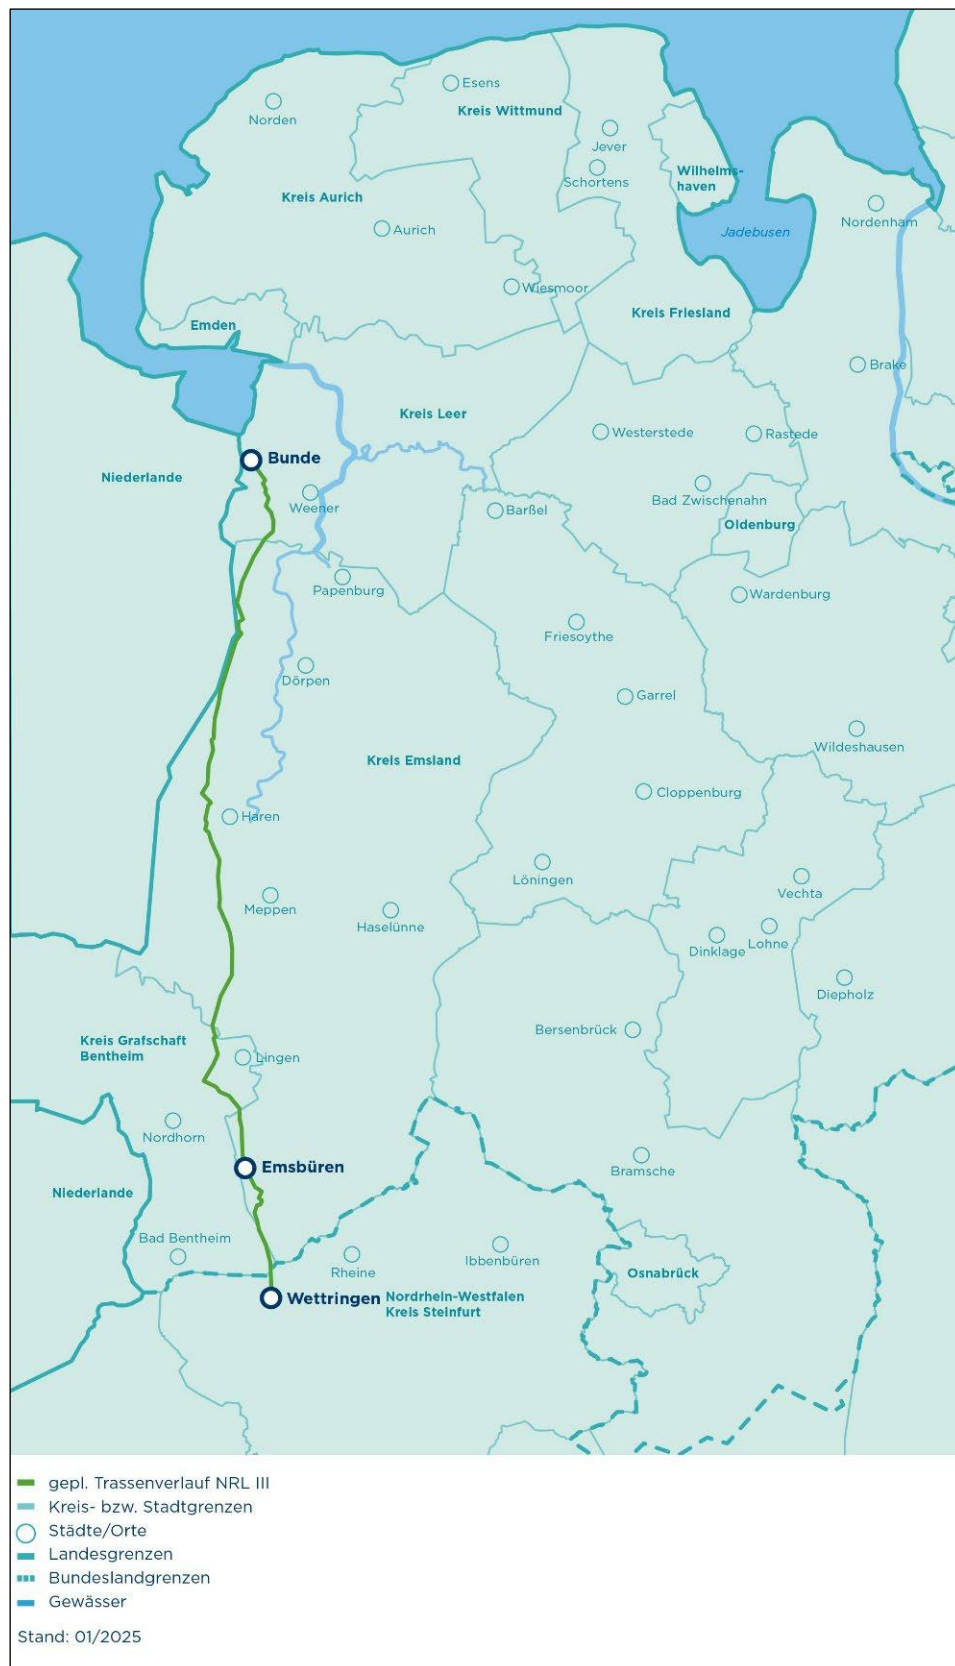 Esens
Norden
Kreis Wittmund
Jever
Schortens
Wilhelms-
haven
Kreis Aurich
Nordenham
Aurich
Jadebusen
Wiesmoor
Kreis Friesland
Emden
Brake
Kreis Leer
Westerstede
Rastede
Bunde
Niederlande
Weener
Bad Zwischenahn
Barßel
Oldenburg
Papenburg
Wardenburg
Friesoythe
Dörpen
Garrel
Wildeshausen
Kreis Emsland
Cloppenburg
Haren
Löningen
Vechta
Meppen
Haselünne
Dinklage
Lohne
Diepholz
Bersenbrück
Kreis Grafschaft
Bentheim
Lingen
Nordhorn
Emsbüren
Bramsche
Niederlande
Bad Bentheim
Ibbenbüren
Rheine
Osnabrück
Wettringen
Nordrhein-Westfalen
Kreis Steinfurt
gepl. Trassenverlauf NRL III
Kreis- bzw. Stadtgrenzen
Städte/Orte
Landesgrenzen
Bundeslandgrenzen
Gewässer
Stand: 01/2025